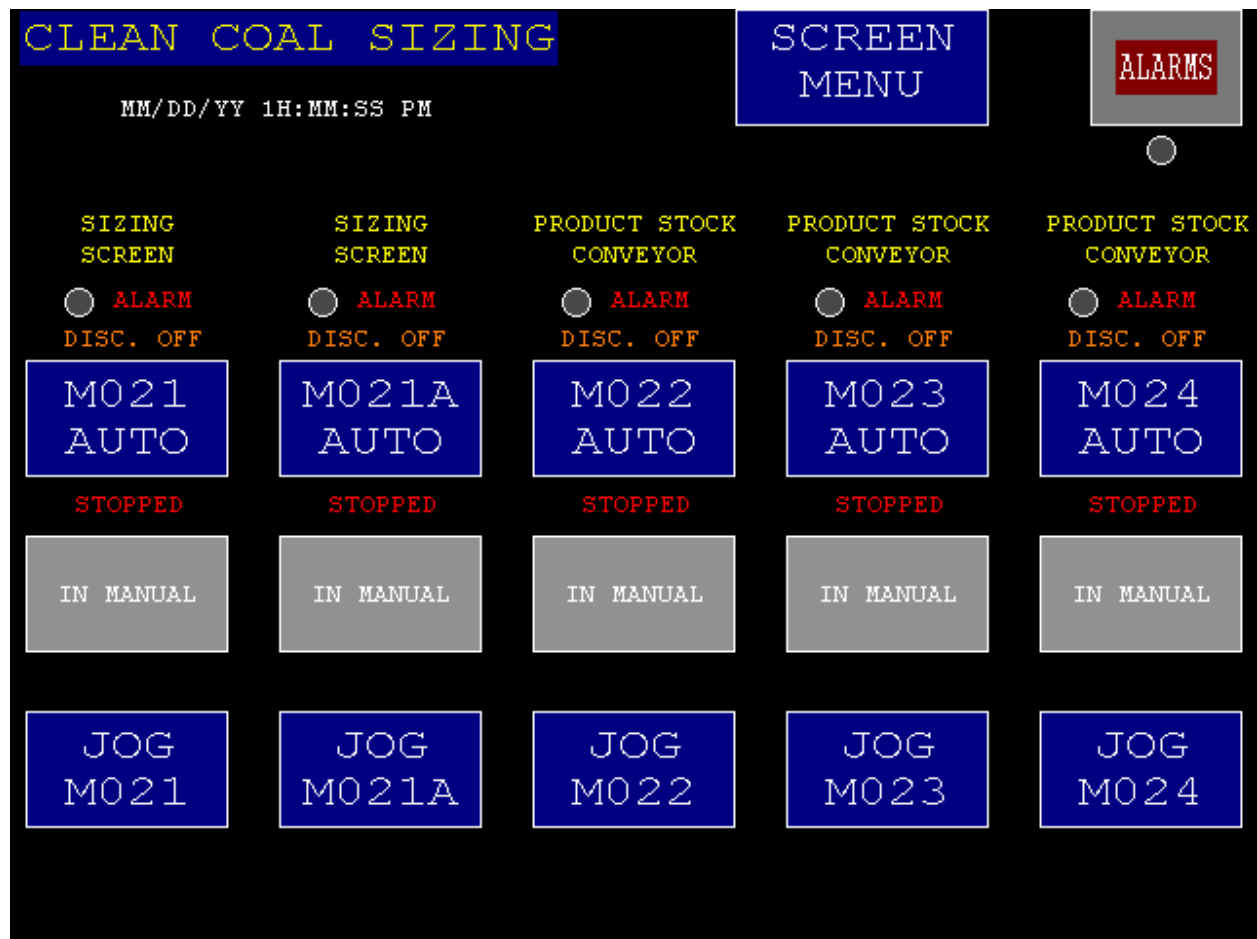 CLEAN COAL SIZING
SCREEN
MENU
ALARMS
MM/DD/YY 1H:MM:SS PM
SIZING
SCREEN
ALARM
DISC. OFF
M021
AUTO
STOPPED
IN MANUAL
JOG
M021
SIZING
SCREEN
ALARM
DISC. OFF
M021A
AUTO
STOPPED
IN MANUAL
JOG
M021A
PRODUCT STOCK
CONVEYOR
ALARM
DISC. OFF
M022
AUTO
STOPPED
IN MANUAL
JOG
M022
PRODUCT STOCK
CONVEYOR
ALARM
DISC. OFF
M023
AUTO
STOPPED
IN MANUAL
JOG
M023
PRODUCT STOCK
CONVEYOR
ALARM
DISC. OFF
M024
AUTO
STOPPED
IN MANUAL
JOG
M024